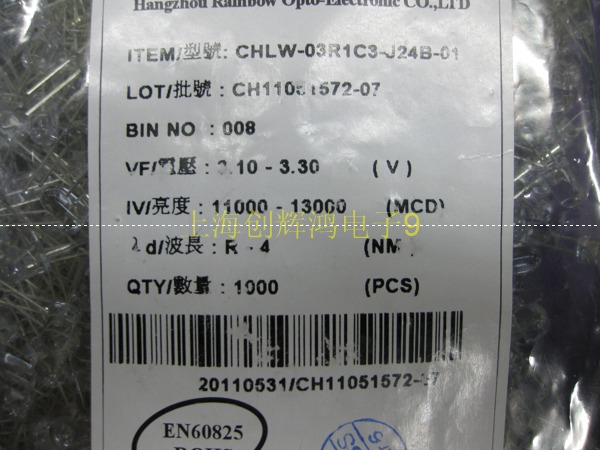 Hangzhou Rainbow Opto-Electronic CO.,LTD
ITEM/型號: CHLW-03R1C3-J24B-01
LOT/批號: CH11051572-07
BIN NO : 008
VF/電壓: 3.10 - 3.30 (V)
IV/亮度: 11000 - 13000 (MCD)
上海创辉鸿电子9
λd/波長: R - 4 (NM
QTY/數量: 1000 (PCS)
20110531/CH11051572-07
EN60825
ROHS